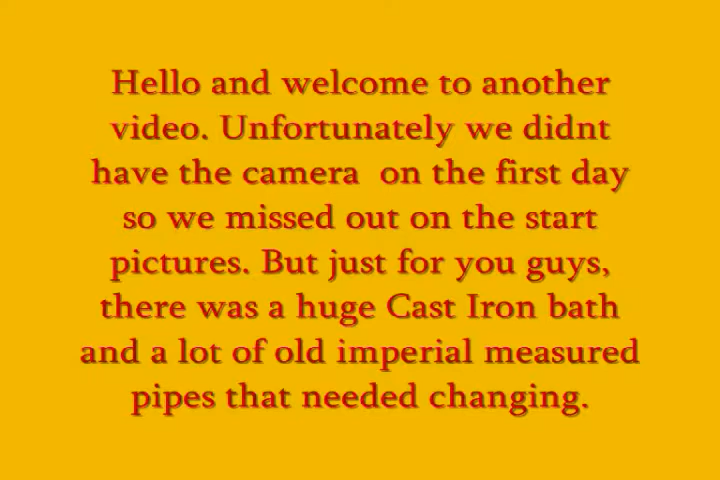 Hello and welcome to another
video. Unfortunately we didnt
have the camera  on the first day
so we missed out on the start
pictures. But just for you guys,
there was a huge Cast Iron bath
and a lot of old imperial measured
pipes that needed changing.